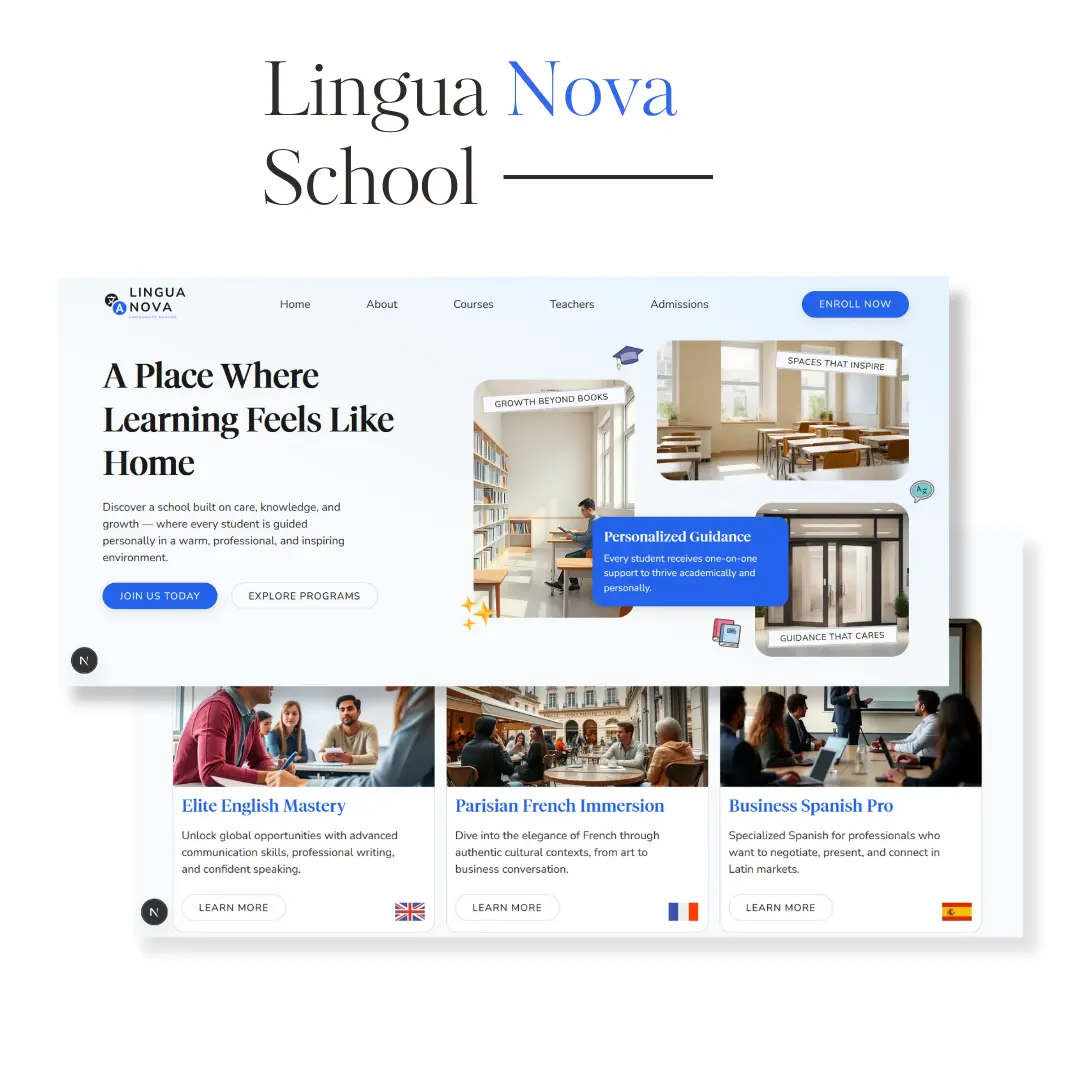 Lingua Nova
School
LINGUA
NOVA
Home
About
Courses
Teachers
Admissions
ENROLL NOW
A Place Where
Learning Feels Like
Home
Discover a school built on care, knowledge, and
growth — where every student is guided
personally in a warm, professional, and inspiring
environment.
JOIN US TODAY
EXPLORE PROGRAMS
GROWTH BEYOND BOOKS
SPACES THAT INSPIRE
Personalized Guidance
Every student receives one-on-one
support to thrive academically and
personally.
GUIDANCE THAT CARES
N
Elite English Mastery
Unlock global opportunities with advanced
communication skills, professional writing,
and confident speaking.
LEARN MORE
Parisian French Immersion
Dive into the elegance of French through
authentic cultural contexts, from art to
business conversation.
LEARN MORE
Business Spanish Pro
Specialized Spanish for professionals who
want to negotiate, present, and connect in
Latin markets.
LEARN MORE
N